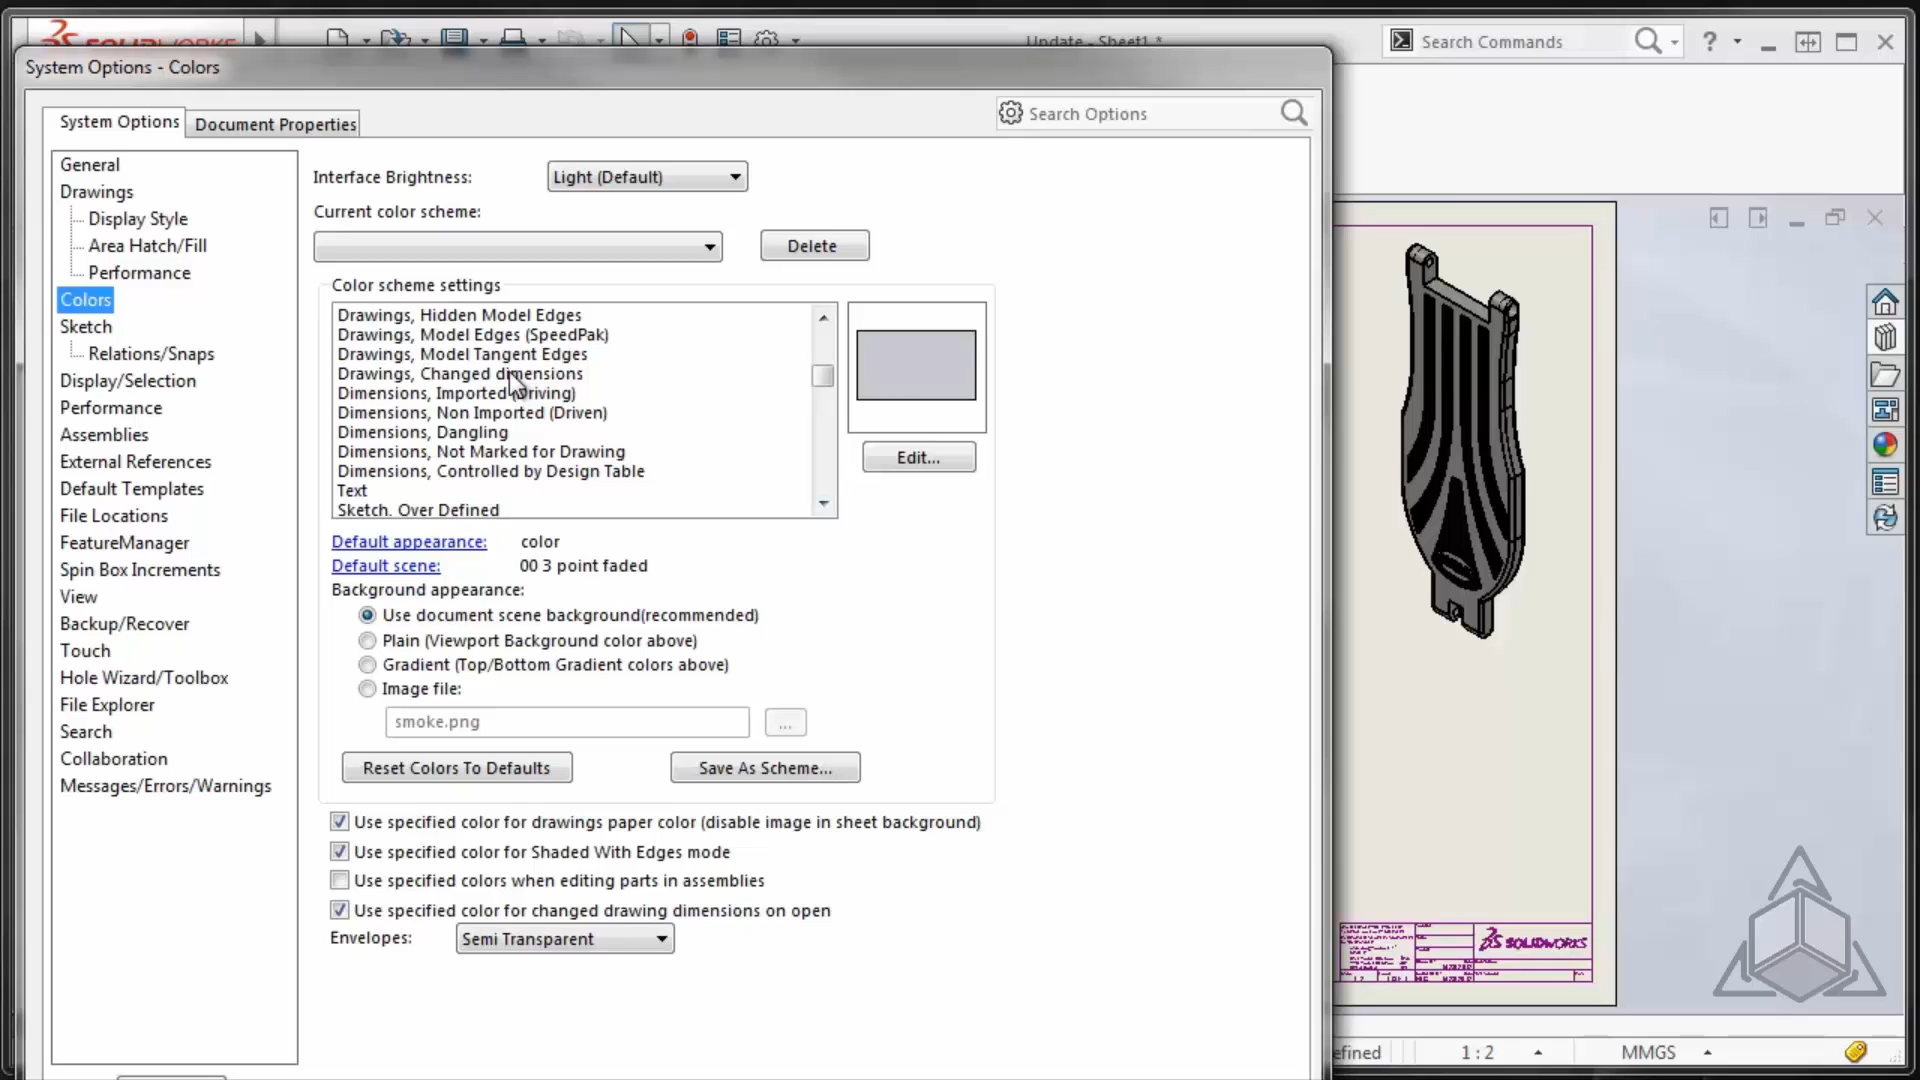 SOLIDWORKS
Update - Sheet1 *
Search Commands
?
System Options - Colors
System Options
Document Properties
Search Options
General
Drawings
Display Style
Area Hatch/Fill
Performance
Colors
Sketch
Relations/Snaps
Display/Selection
Performance
Assemblies
External References
Default Templates
File Locations
FeatureManager
Spin Box Increments
View
Backup/Recover
Touch
Hole Wizard/Toolbox
File Explorer
Search
Collaboration
Messages/Errors/Warnings
Interface Brightness:
Light (Default)
Current color scheme:
Delete
Color scheme settings
Drawings, Hidden Model Edges
Drawings, Model Edges (SpeedPak)
Drawings, Model Tangent Edges
Drawings, Changed dimensions
Dimensions, Imported (Driving)
Dimensions, Non Imported (Driven)
Dimensions, Dangling
Dimensions, Not Marked for Drawing
Dimensions, Controlled by Design Table
Text
Sketch, Over Defined
Edit...
Default appearance: color
Default scene: 00 3 point faded
Background appearance:
Use document scene background(recommended)
Plain (Viewport Background color above)
Gradient (Top/Bottom Gradient colors above)
Image file:
smoke.png
...
Reset Colors To Defaults
Save As Scheme...
Use specified color for drawings paper color (disable image in sheet background)
Use specified color for Shaded With Edges mode
Use specified colors when editing parts in assemblies
Use specified color for changed drawing dimensions on open
Envelopes:
Semi Transparent
SOLIDWORKS
efined
1 : 2
MMGS